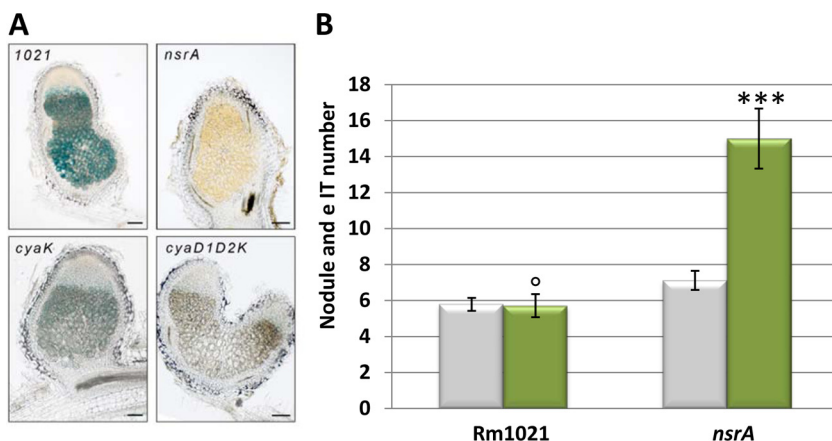 A
1021
nsrA
cyaK
cyaD1D2K
B
Nodule and e IT number
18
16
14
12
10
8
6
4
2
0
°
***
Rm1021
nsrA